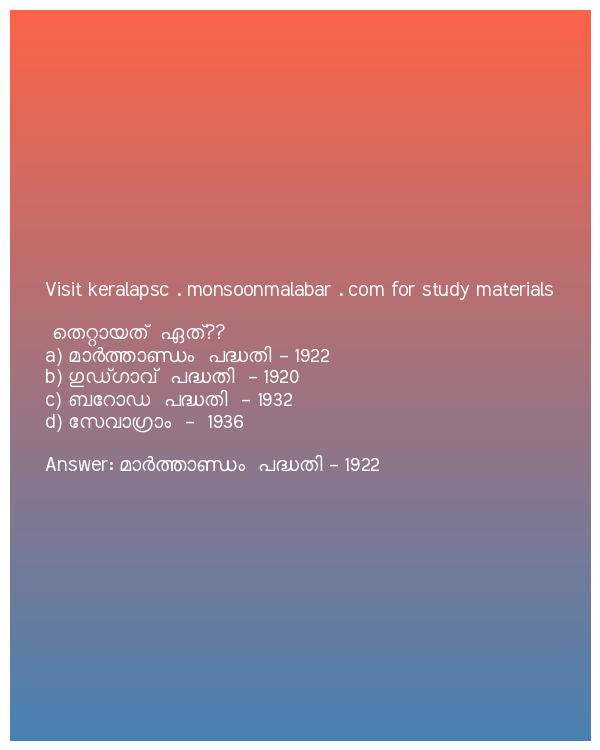 Visit keralapsc . monsoonmalabar . com for study materials
തെറ്റായത് ഏത്??
a) മാർത്താണ്ഡം പദ്ധതി – 1922
b) ഗുഡ്ഗാവ് പദ്ധതി – 1920
c) ബറോഡ പദ്ധതി – 1932
d) സേവാഗ്രാം – 1936
Answer: മാർത്താണ്ഡം പദ്ധതി – 1922